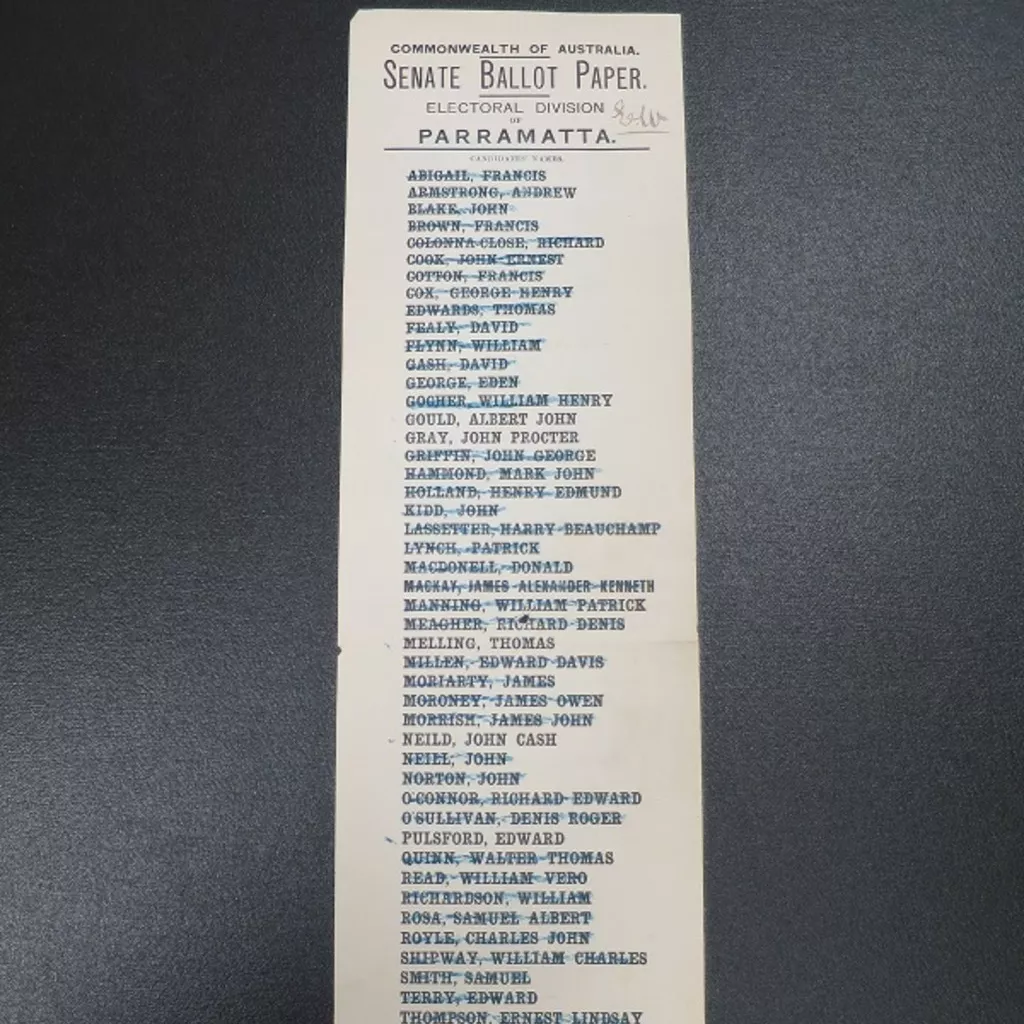 COMMONWEALTH OF AUSTRALIA.
SENATE BALLOT PAPER.
ELECTORAL DIVISION
OF
PARRAMATTA.
CANDIDATES' NAMES.
ABIGAIL, FRANCIS
ARMSTRONG, ANDREW
BLAKE, JOHN
BROWN, FRANCIS
COLONNA-CLOSE, RICHARD
COOK, JOHN ERNEST
COTTON, FRANCIS
COX, GEORGE HENRY
EDWARDS, THOMAS
FEALY, DAVID
FLYNN, WILLIAM
GASH, DAVID
GEORGE, EDEN
GOCHER, WILLIAM HENRY
GOULD, ALBERT JOHN
GRAY, JOHN PROCTER
GRIFFIN, JOHN GEORGE
HAMMOND, MARK JOHN
HOLLAND, HENRY EDMUND
KIDD, JOHN
LASSETTER HARRY BEAUCHAMP
LYNCH, PATRICK
MACDONELL, DONALD
MACKAY, JAMES ALEXANDER KENNETH
MANNING, WILLIAM PATRICK
MEAGHER, RICHARD DENIS
MELLING, THOMAS
MILLEN, EDWARD DAVIS
MORIARTY, JAMES
MORONEY, JAMES OWEN
MORRISH, JAMES JOHN
NEILD, JOHN CASH
NEILL, JOHN
NORTON, JOHN
O'CONNOR, RICHARD EDWARD
O'SULLIVAN, DENIS ROGER
PULSFORD, EDWARD
QUINN, WALTER THOMAS
READ, WILLIAM VERO
RICHARDSON, WILLIAM
ROSA, SAMUEL ALBERT
ROYLE, CHARLES JOHN
SHIPWAY, WILLIAM CHARLES
SMITH, SAMUEL
TERRY, EDWARD
THOMPSON, ERNEST LINDSAY